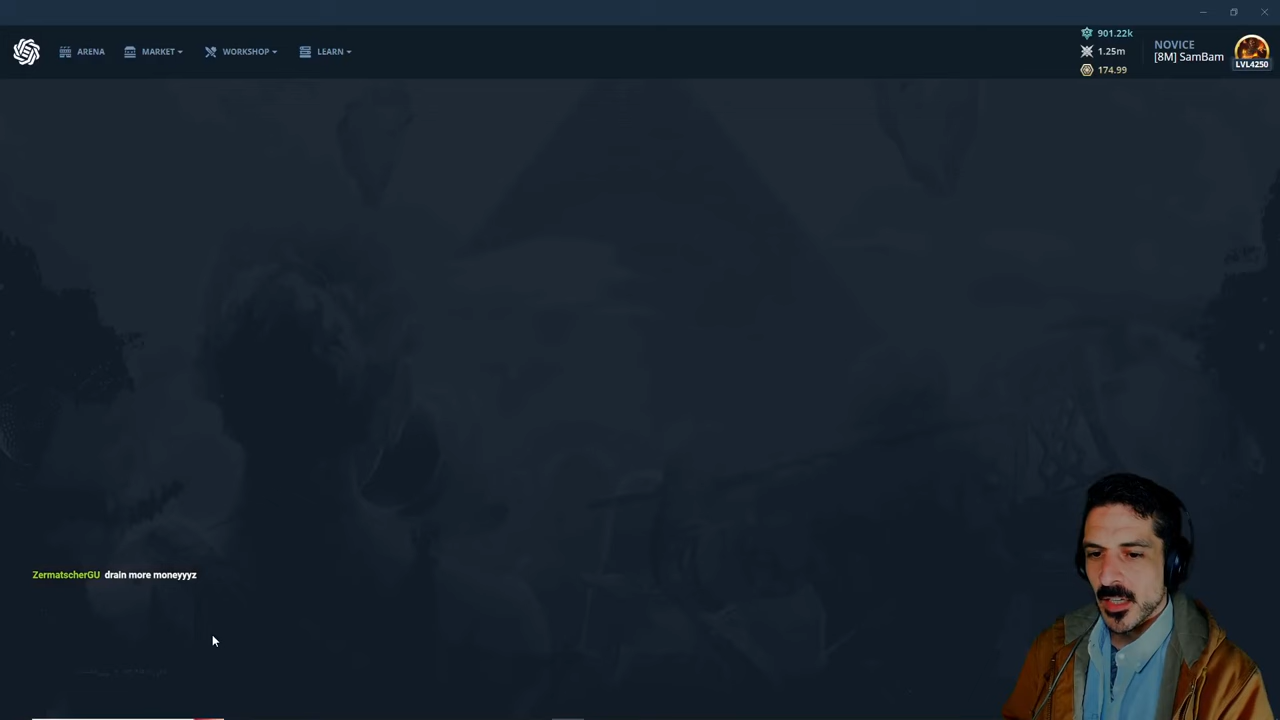 ARENA
MARKET
WORKSHOP
LEARN
901.22k
1.25m
174.99
NOVICE
[8M] SamBam
LVL4250
ZermatscherGU drain more moneyyyz